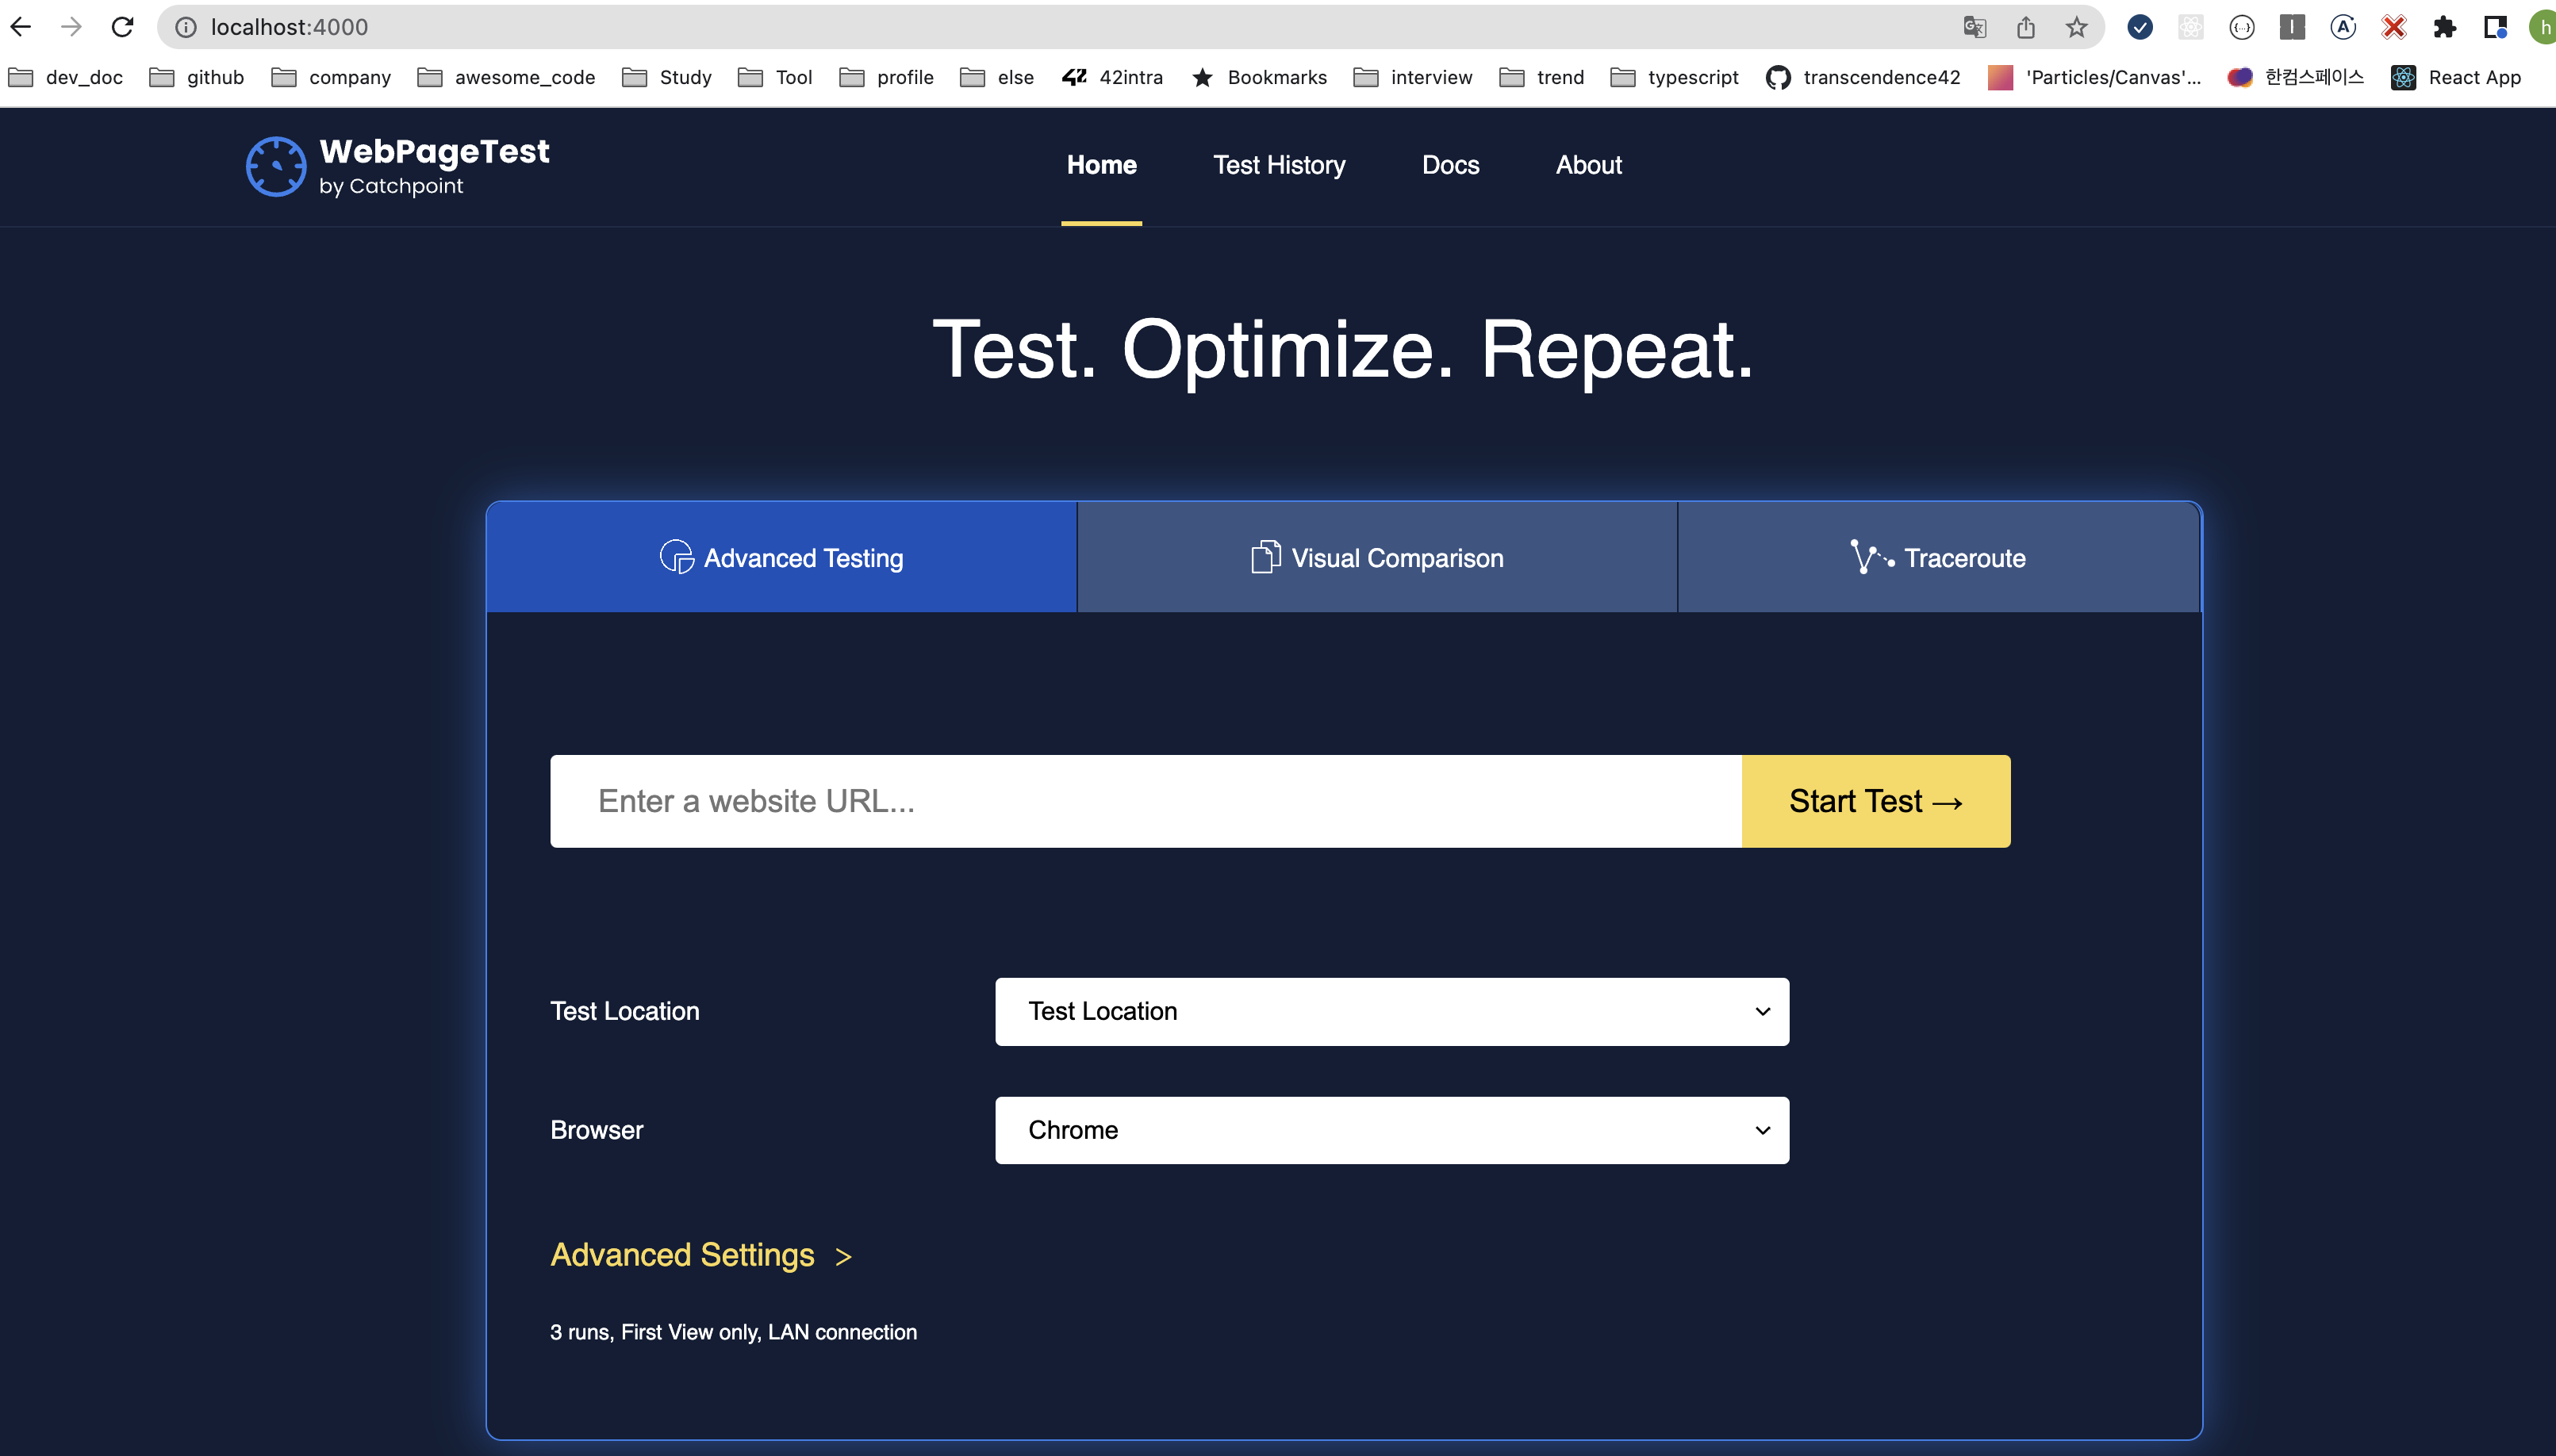 localhost:4000
dev_doc github company awesome_code Study Tool profile else 42intra Bookmarks interview trend typescript transcendence42 'Particles/Canvas'... 한컴스페이스 React App
WebPageTest
by Catchpoint
Home Test History Docs About
Test. Optimize. Repeat.
Advanced Testing Visual Comparison Traceroute
Enter a website URL... Start Test →
Test Location Test Location
Browser Chrome
Advanced Settings >
3 runs, First View only, LAN connection